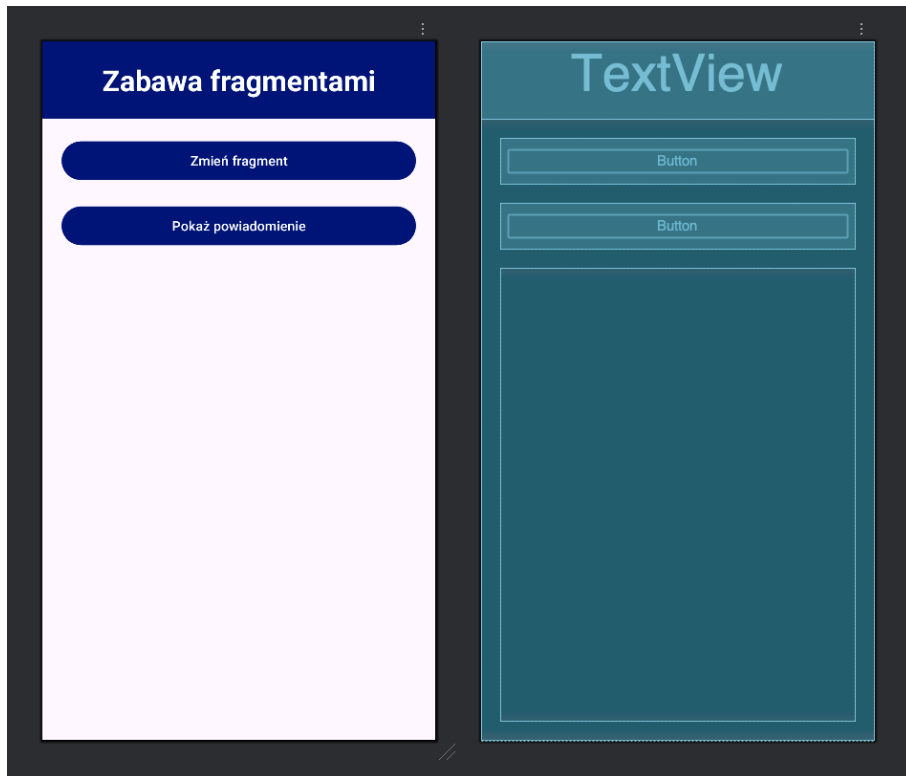 Zabawa fragmentami
Zmień fragment
Pokaż powiadomienie
TextView
Button
Button